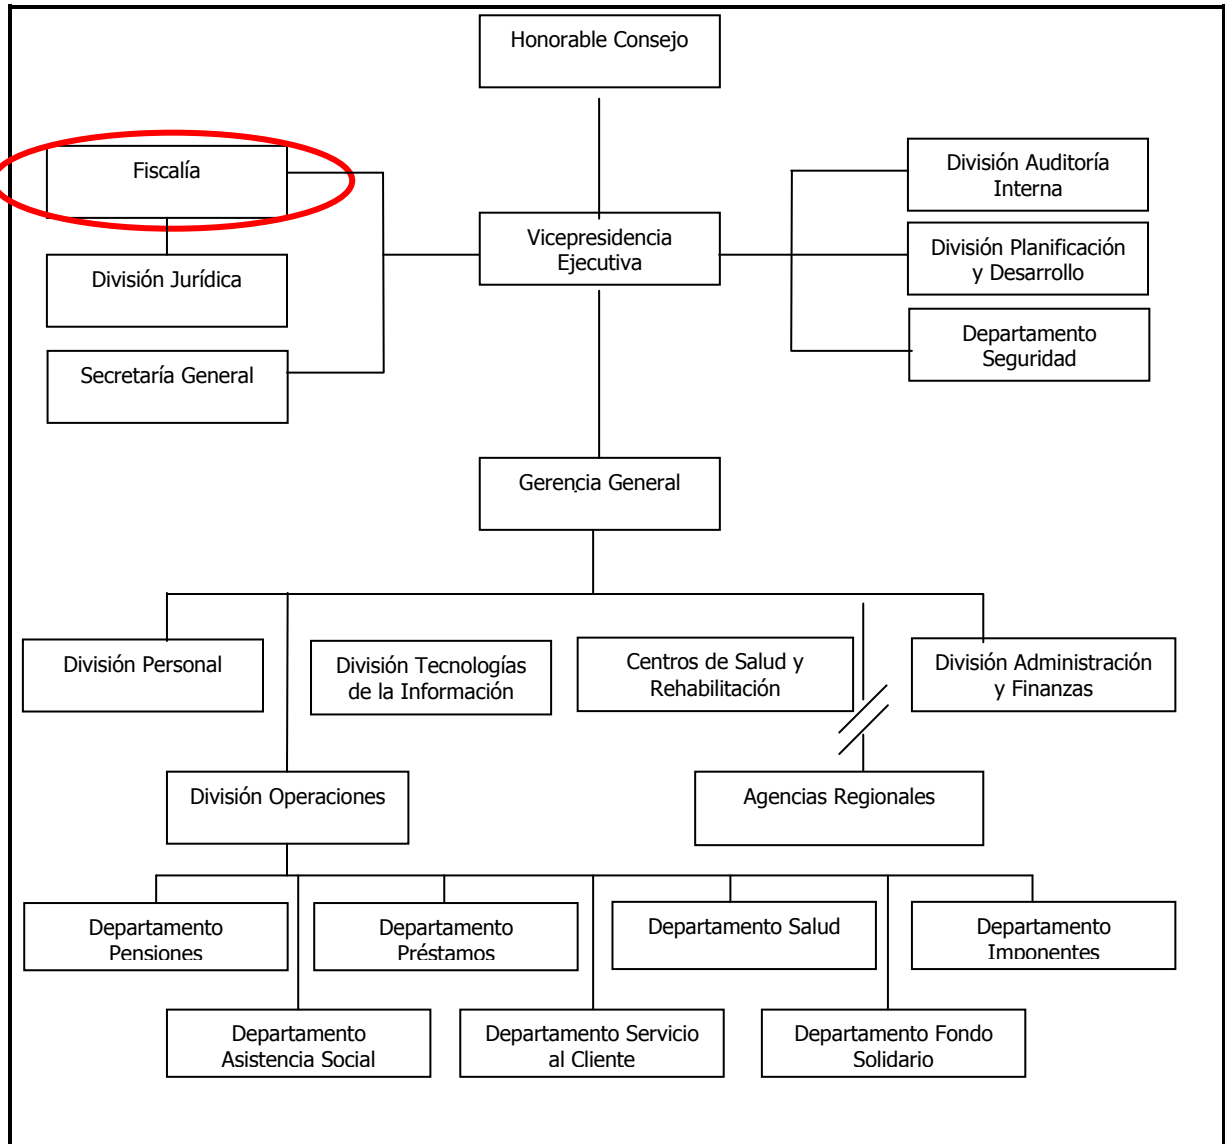 Honorable Consejo
Fiscalía
División Auditoría
Interna
Vicepresidencia
Ejecutiva
División Planificación
y Desarrollo
División Jurídica
Departamento
Seguridad
Secretaría General
Gerencia General
División Personal
División Tecnologías
de la Información
Centros de Salud y
Rehabilitación
División Administración
y Finanzas
División Operaciones
Agencias Regionales
Departamento
Pensiones
Departamento
Préstamos
Departamento Salud
Departamento
Imponentes
Departamento
Asistencia Social
Departamento Servicio
al Cliente
Departamento Fondo
Solidario